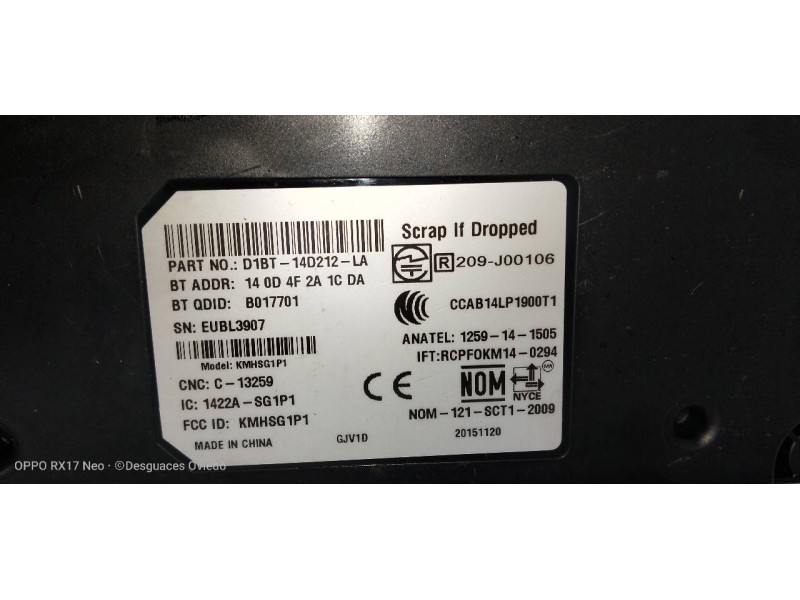 Scrap If Dropped
PART NO.: D1BT-14D212-LA
R 209-J00106
BT ADDR: 14 0D 4F 2A 1C DA
BT QDID: B017701
CCAB14LP1900T1
SN: EUBL3907
ANATEL: 1259-14-1505
Model: KMHSG1P1
IFT:RCPFOKM14-0294
CNC: C-13259
CE
NOM
NYCE
IC: 1422A-SG1P1
NOM-121-SCT1-2009
FCC ID: KMHSG1P1
MADE IN CHINA
GJV1D
20151120
OPPO RX17 Neo · ©Desguaces Oviedo